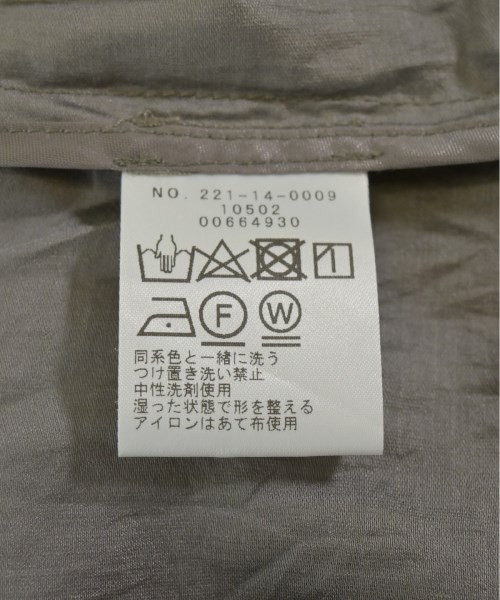 NO. 221-14-0009
10502
00664930
F W
同系色と一緒に洗う
つけ置き洗い禁止
中性洗剤使用
湿った状態で形を整える
アイロンはあて布使用